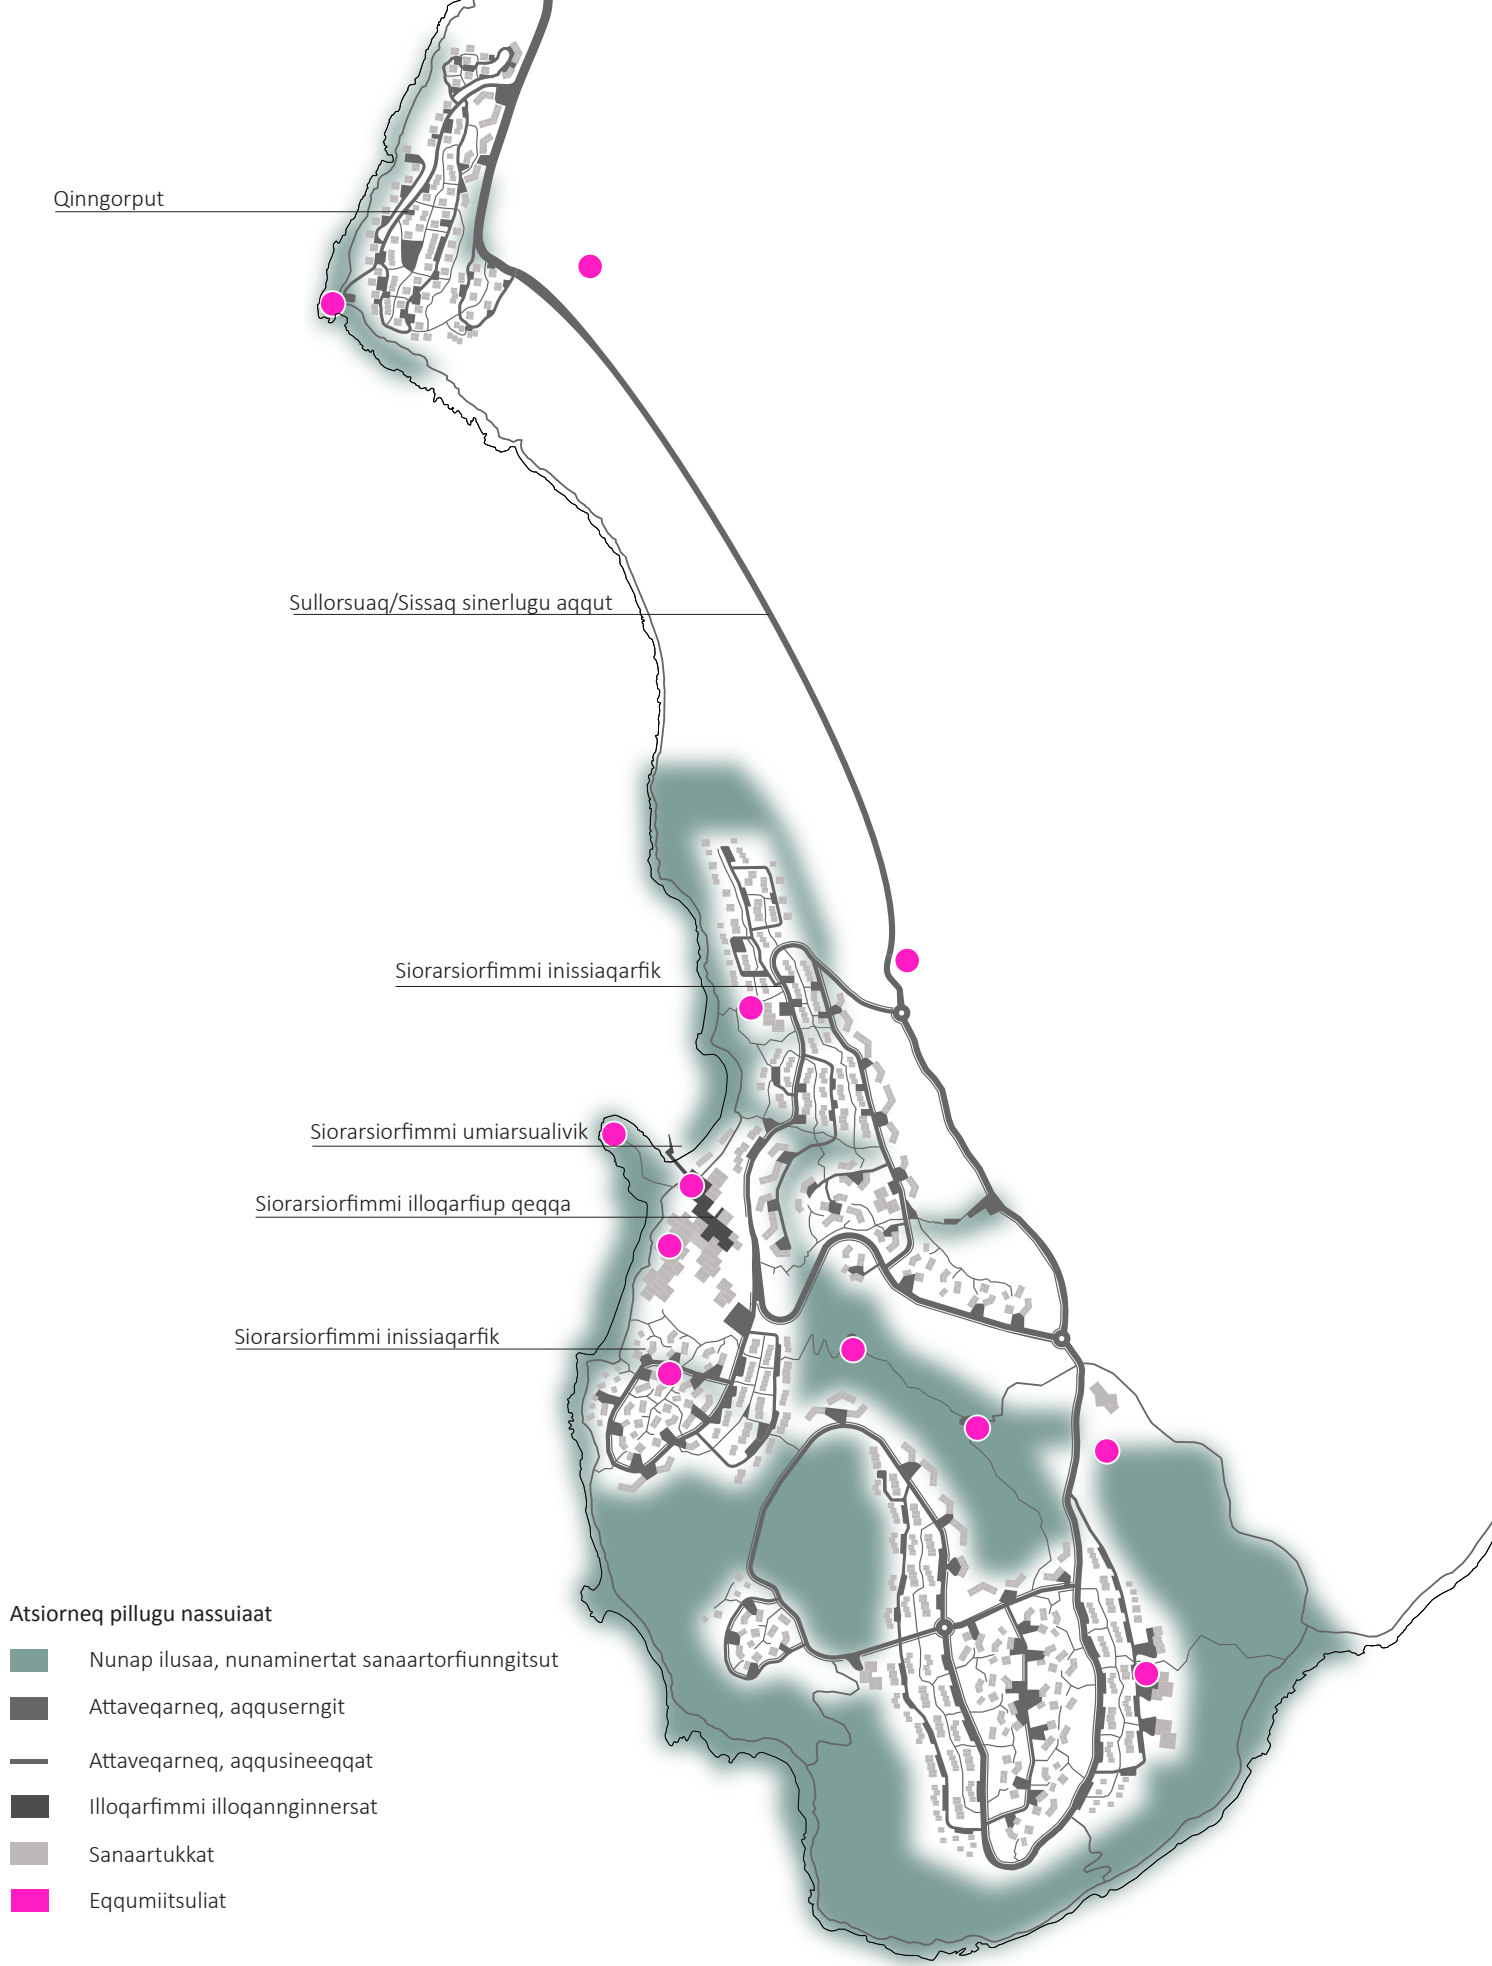 Qinngorput
Sullorsuaq/Sissaq sinerlugu aqqut
Siorarsiorfimmi inissiaqarfik
Siorarsiorfimmi umiarsualivik
Siorarsiorfimmi illoqarfiup qeqqa
Siorarsiorfimmi inissiaqarfik
Atsiorneq pillugu nassuiaat
Nunap ilusaa, nunaminertat sanaartorfiunngitsut
Attaveqarneq, aqquserngit
Attaveqarneq, aqqusineeqqat
Illoqarfimmi illoqannginnersat
Sanaartukkat
Eqqumiitsuliat